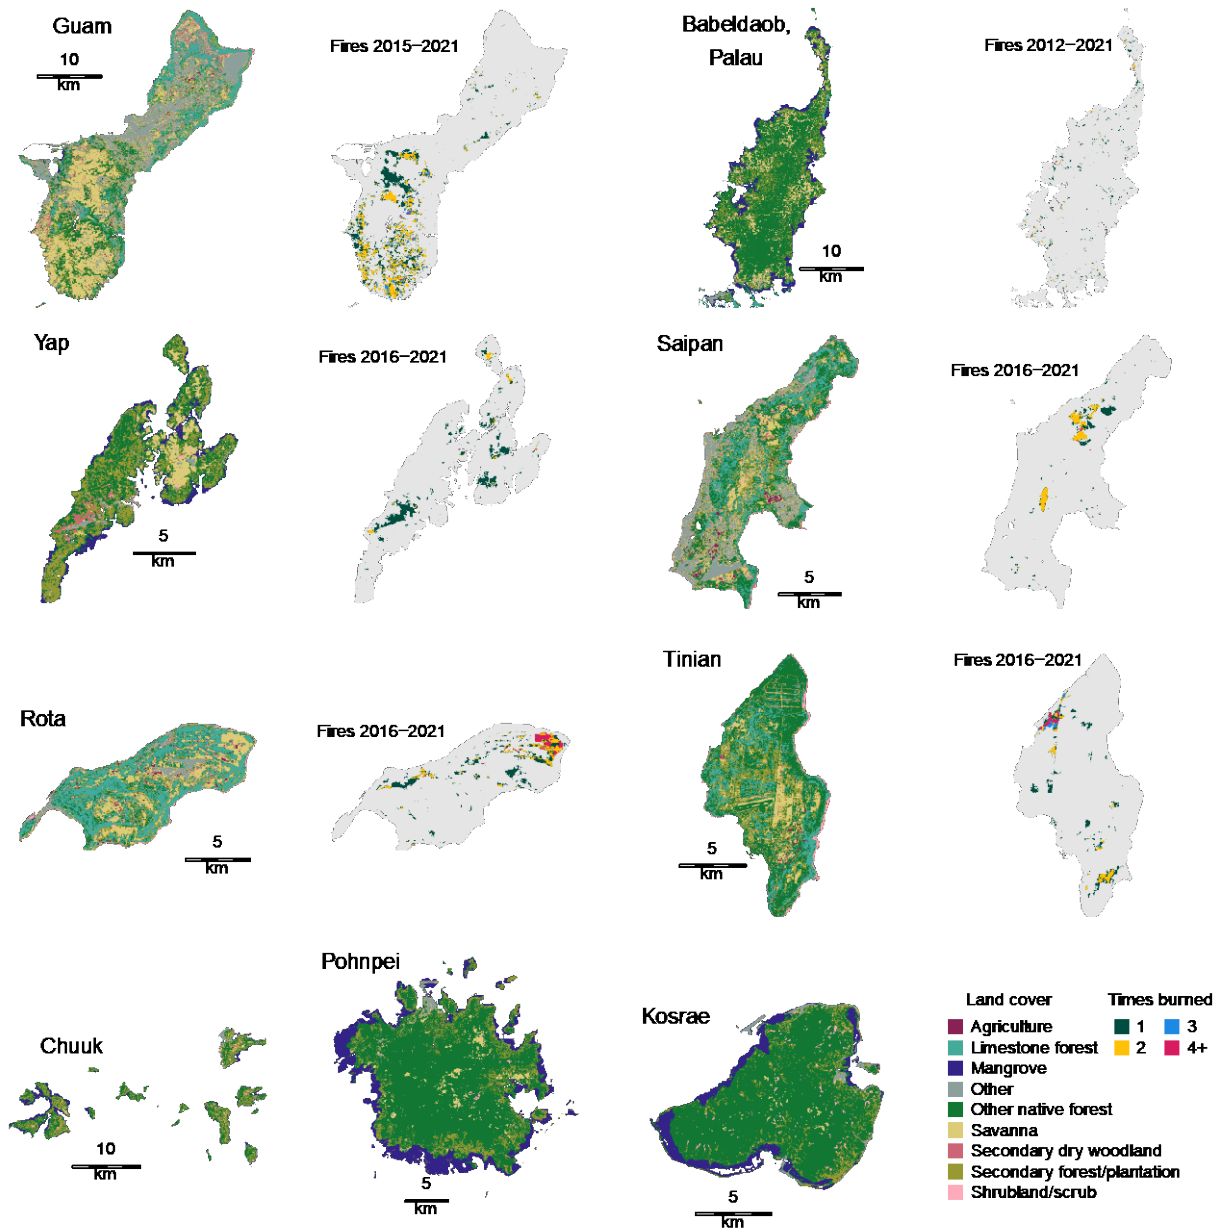 Guam
10
km
Fires 2015–2021
Babeldaob,
Palau
10
km
Fires 2012–2021
Yap
5
km
Fires 2016–2021
Saipan
5
km
Fires 2016–2021
Rota
5
km
Fires 2016–2021
Tinian
5
km
Fires 2016–2021
Chuuk
10
km
Pohnpei
5
km
Kosrae
5
km
Land cover
Agriculture
Limestone forest
Mangrove
Other
Other native forest
Savanna
Secondary dry woodland
Secondary forest/plantation
Shrubland/scrub
Times burned
1 3
2 4+